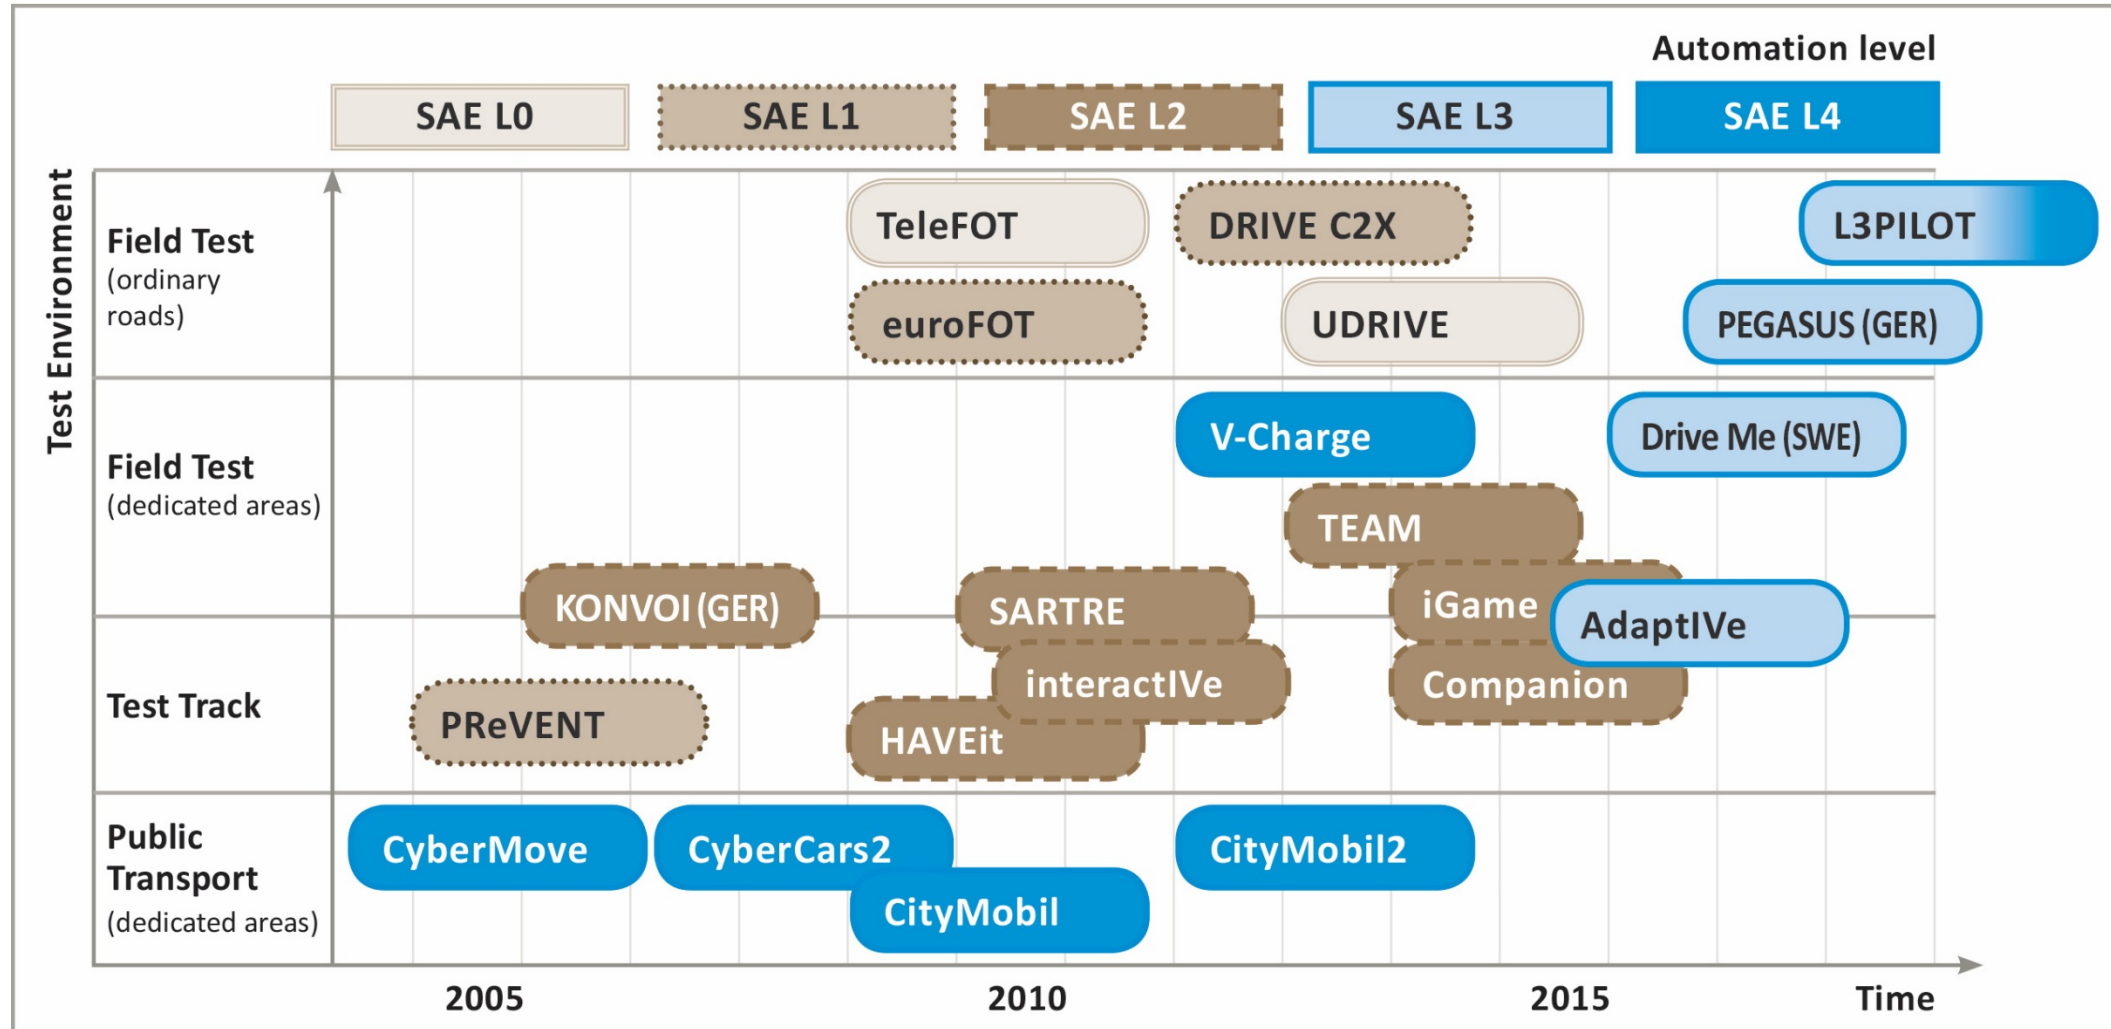 Automation level
SAE L0
SAE L1
SAE L2
SAE L3
SAE L4
Test Environment
Field Test
(ordinary
roads)
TeleFOT
DRIVE C2X
L3PILOT
euroFOT
UDRIVE
PEGASUS (GER)
Field Test
(dedicated areas)
V-Charge
Drive Me (SWE)
TEAM
KONVOI (GER)
SARTRE
iGame
AdaptIVe
Test Track
interactIVe
Companion
PReVENT
HAVEit
Public
Transport
(dedicated areas)
CyberMove
CyberCars2
CityMobil2
CityMobil
2005
2010
2015
Time